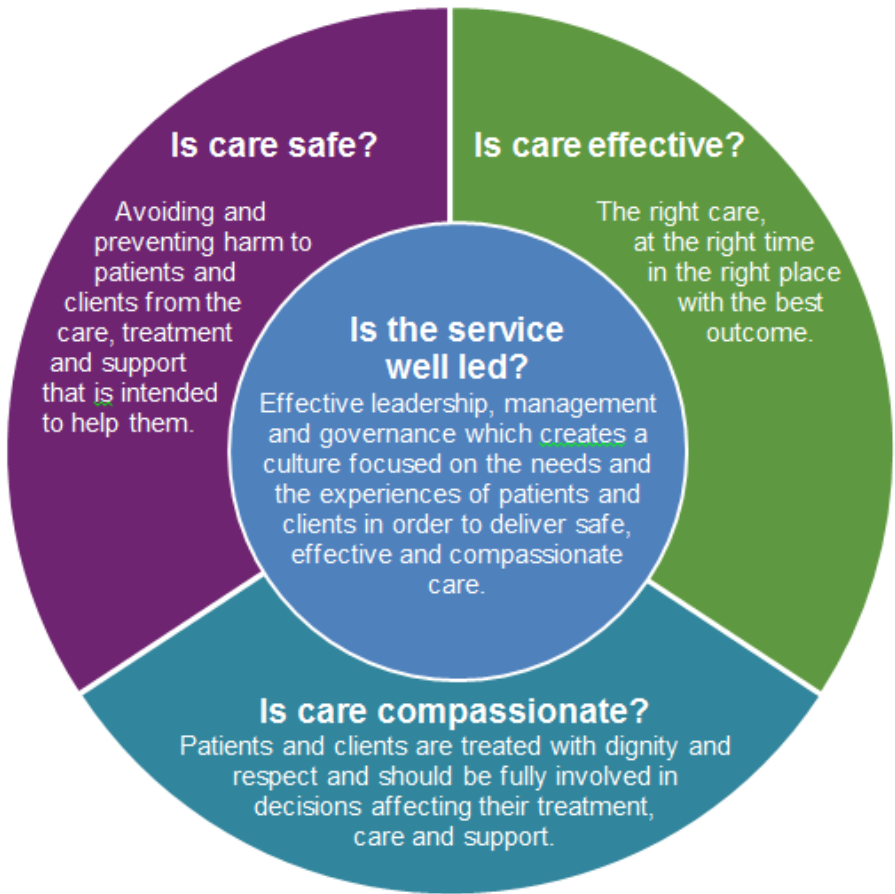 Is care safe?
Avoiding and
preventing harm to
patients and
clients from the
care, treatment
and support
that is intended
to help them.
Is care effective?
The right care,
at the right time
in the right place
with the best
outcome.
Is the service
well led?
Effective leadership, management
and governance which creates a
culture focused on the needs and
the experiences of patients and
clients in order to deliver safe,
effective and compassionate
care.
Is care compassionate?
Patients and clients are treated with dignity and
respect and should be fully involved in
decisions affecting their treatment,
care and support.